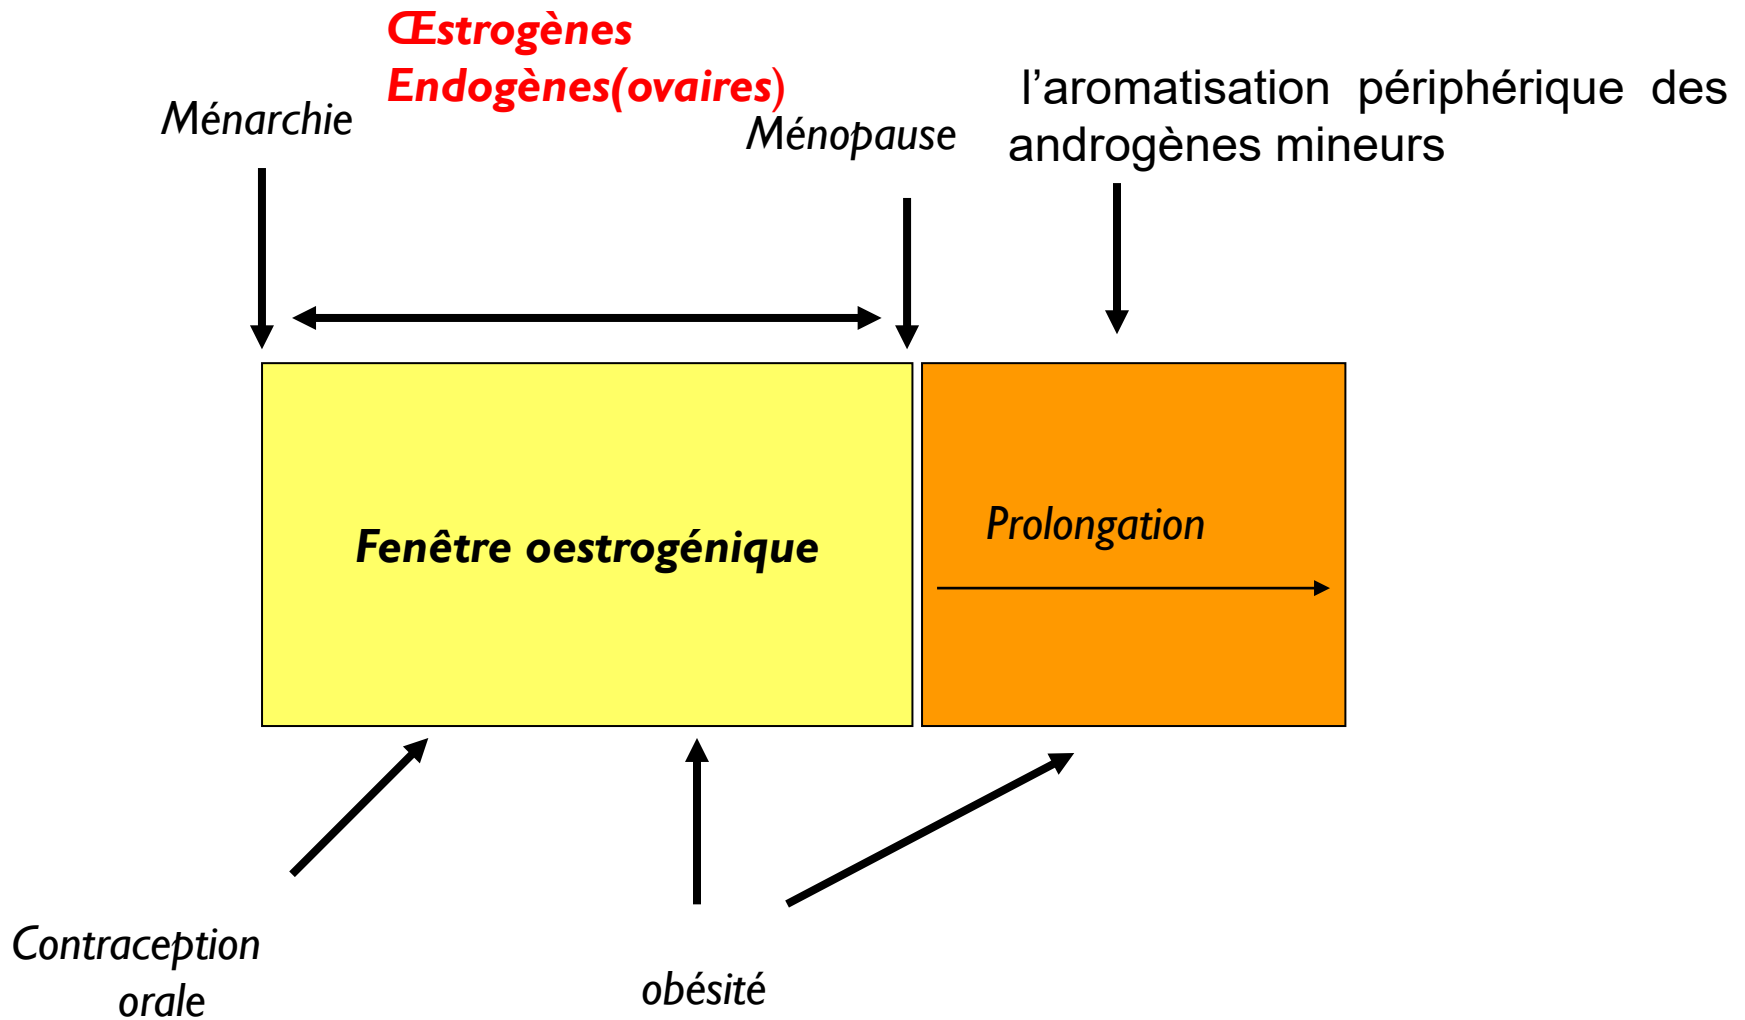 Œstrogènes
Endogènes(ovaires)
Ménarchie
Ménopause
l’aromatisation périphérique des
androgènes mineurs
Fenêtre oestrogénique
Prolongation
Contraception
orale
obésité